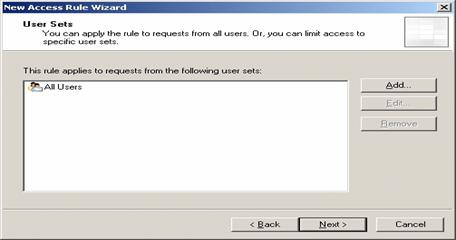 New Access Rule Wizard
User Sets
You can apply the rule to requests from all users. Or, you can limit access to
specific user sets.
This rule applies to requests from the following user sets:
All Users
Add...
Edit...
Remove
< Back
Next >
Cancel